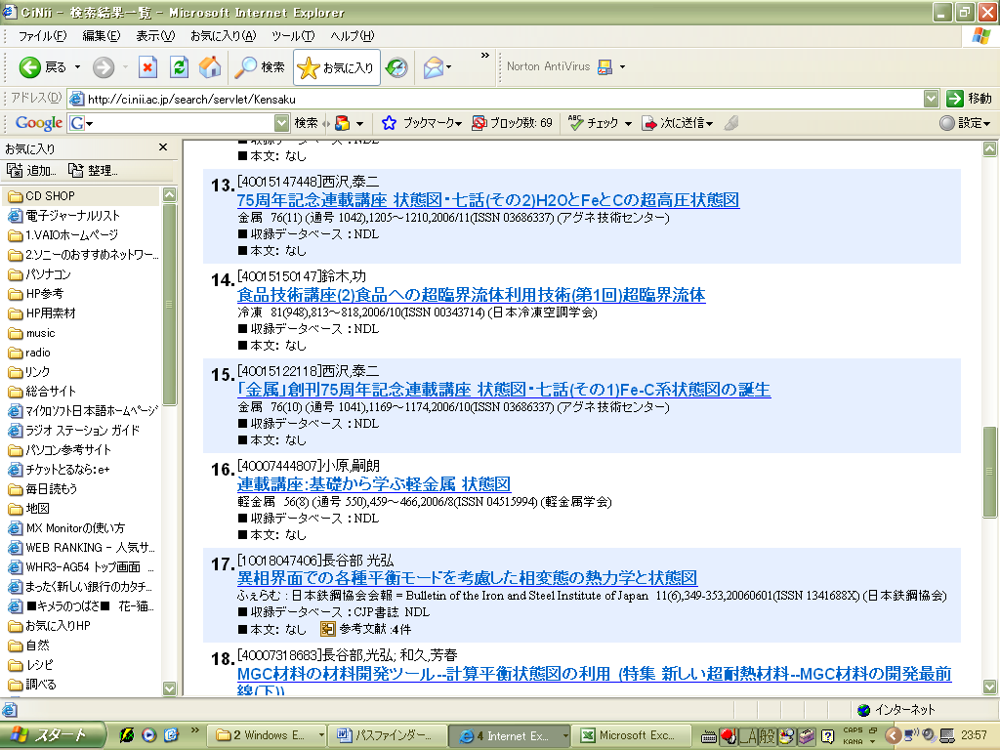 CiNii - 検索結果一覧 - Microsoft Internet Explorer
ファイル(F) 編集(E) 表示(V) お気に入り(A) ツール(T) ヘルプ(H)
戻る 検索 お気に入り Norton AntiVirus
アドレス(D) http://ci.nii.ac.jp/search/servlet/Kensaku 移動
Google G 検索 ブックマーク ブロック数: 69 ABC チェック 次に送信 設定
お気に入り
追加... 整理...
CD SHOP
電子ジャーナルリスト
1.VAIOホームページ
2.ソニーのおすすめネットワー...
パソナコン
HP参考
HP用素材
music
radio
リンク
総合サイト
マイクロソフト日本語ホームページ
ラジオ ステーション ガイド
パソコン参考サイト
チケットとるなら:e+
毎日読もう
地図
MX Monitorの使い方
WEB RANKING - 人気サ...
WHR3-AG54 トップ画面 ...
まったく新しい銀行のカタチ...
■キメラのつばさ■ 花-猫...
お気に入りHP
自然
レシピ
調べる
■収録データベース : NDL
■本文: なし
13. [40015147448]西沢,泰二
75周年記念連載講座 状態図・七話(その2)H2OとFeとCの超高圧状態図
金属 76(11) (通号 1042),1205〜1210,2006/11(ISSN 03686337) (アグネ技術センター)
■収録データベース : NDL
■本文: なし
14. [40015150147]鈴木,功
食品技術講座(2)食品への超臨界流体利用技術(第1回)超臨界流体
冷凍 81(948),813〜818,2006/10(ISSN 00343714) (日本冷凍空調学会)
■収録データベース : NDL
■本文: なし
15. [40015122118]西沢,泰二
「金属」創刊75周年記念連載講座 状態図・七話(その1)Fe-C系状態図の誕生
金属 76(10) (通号 1041),1169〜1174,2006/10(ISSN 03686337) (アグネ技術センター)
■収録データベース : NDL
■本文: なし
16. [40007444807]小原,嗣朗
連載講座:基礎から学ぶ軽金属 状態図
軽金属 56(8) (通号 550),459〜466,2006/8(ISSN 04515994) (軽金属学会)
■収録データベース : NDL
■本文: なし
17. [10018047406]長谷部 光弘
異相界面での各種平衡モードを考慮した相変態の熱力学と状態図
ふぇらむ : 日本鉄鋼協会会報 = Bulletin of the Iron and Steel Institute of Japan 11(6),349-353,20060601(ISSN 1341688X) (日本鉄鋼協会)
■収録データベース : CJP書誌 NDL
■本文: なし 参考文献 :4件
18. [40007318683]長谷部,光弘; 和久,芳春
MGC材料の材料開発ツール--計算平衡状態図の利用 (特集 新しい超耐熱材料--MGC材料の開発最前
線(下))
インターネット
スタート 2 Windows E... パスファインダー... 4 Internet Ex... Microsoft Exc... A 般 CAPS KANA 23:57